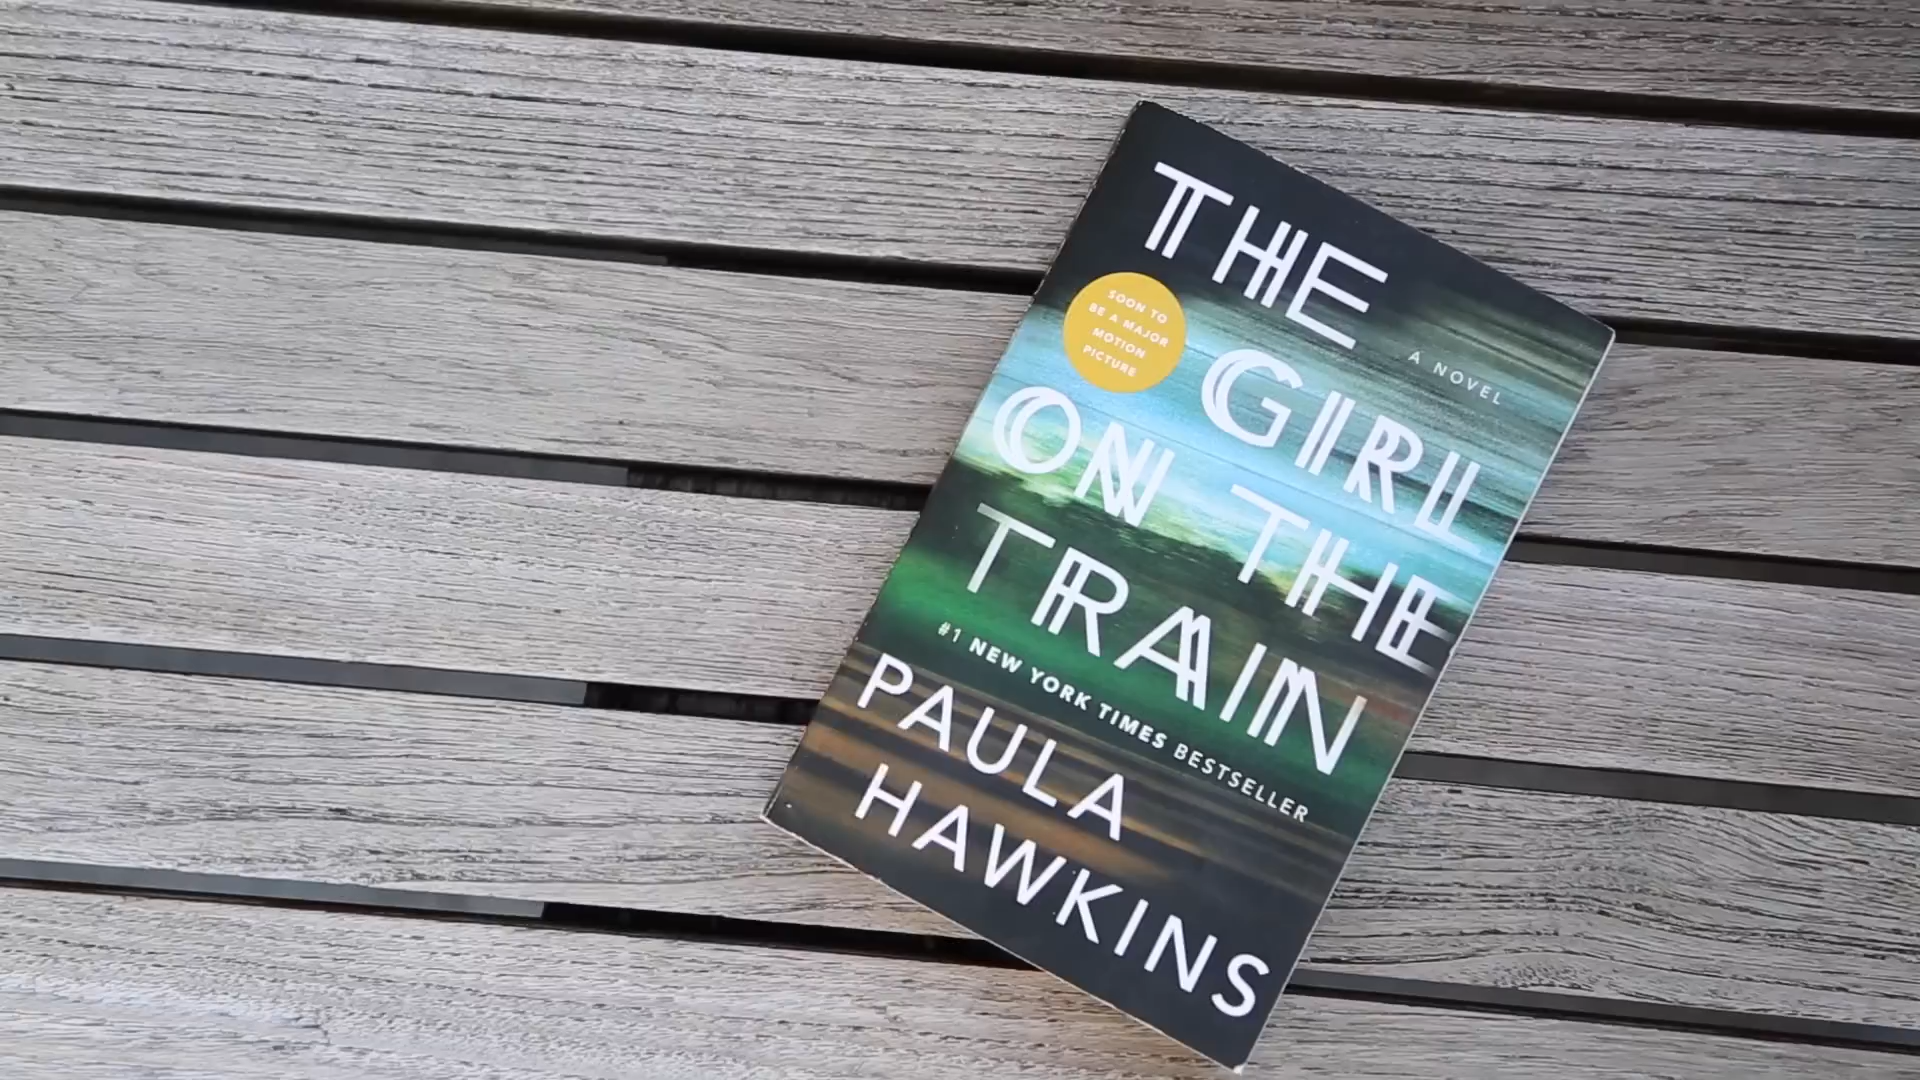 THE
A NOVEL
SOON TO
BE A MAJOR
MOTION
PICTURE
GIRL
ON THE
TRAIN
#1 NEW YORK TIMES BESTSELLER
PAULA
HAWKINS